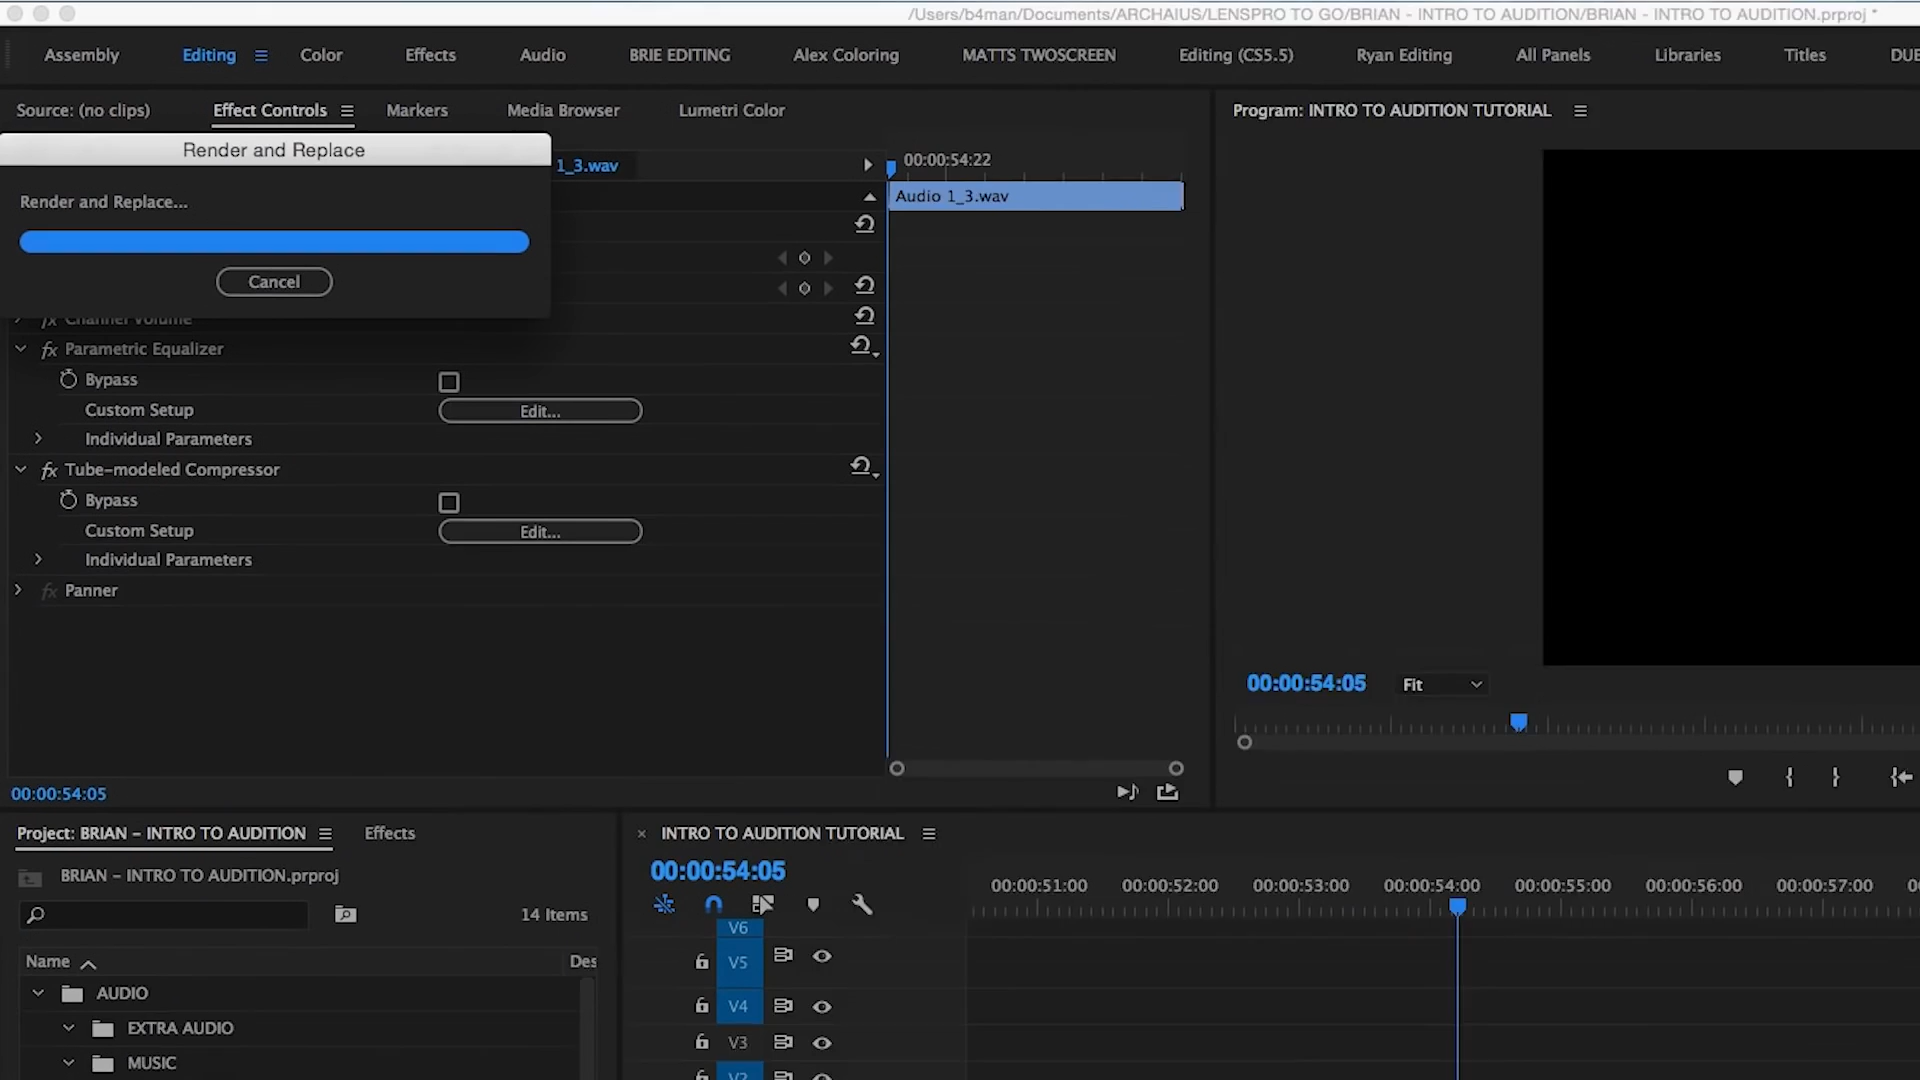 /Users/b4man/Documents/ARCHAIUS/LENSPRO TO GO/BRIAN - INTRO TO AUDITION/BRIAN - INTRO TO AUDITION.prproj *
Assembly Editing Color Effects Audio BRIE EDITING Alex Coloring MATTS TWOSCREEN Editing (CS5.5) Ryan Editing All Panels Libraries Titles DUE
Source: (no clips) Effect Controls Markers Media Browser Lumetri Color
Program: INTRO TO AUDITION TUTORIAL
Render and Replace
1_3.wav
00:00:54:22
Render and Replace...
Audio 1_3.wav
Cancel
fx Channel Volume
fx Parametric Equalizer
Bypass
Custom Setup Edit...
Individual Parameters
fx Tube-modeled Compressor
Bypass
Custom Setup Edit...
Individual Parameters
fx Panner
00:00:54:05 Fit
00:00:54:05
Project: BRIAN - INTRO TO AUDITION Effects
BRIAN - INTRO TO AUDITION.prproj
14 Items
Name Des
AUDIO
EXTRA AUDIO
MUSIC
× INTRO TO AUDITION TUTORIAL
00:00:54:05
00:00:51:00 00:00:52:00 00:00:53:00 00:00:54:00 00:00:55:00 00:00:56:00 00:00:57:00
V6
V5
V4
V3
V2